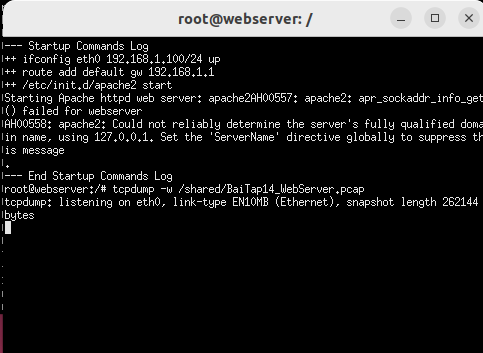 root@webserver: /
--- Startup Commands Log
++ ifconfig eth0 192.168.1.100/24 up
++ route add default gw 192.168.1.1
++ /etc/init.d/apache2 start
Starting Apache httpd web server: apache2AH00557: apache2: apr_sockaddr_info_get
() failed for webserver
AH00558: apache2: Could not reliably determine the server's fully qualified doma
in name, using 127.0.0.1. Set the 'ServerName' directive globally to suppress th
is message
.
--- End Startup Commands Log
root@webserver:/# tcpdump -w /shared/BaiTap14_WebServer.pcap
tcpdump: listening on eth0, link-type EN10MB (Ethernet), snapshot length 262144
bytes